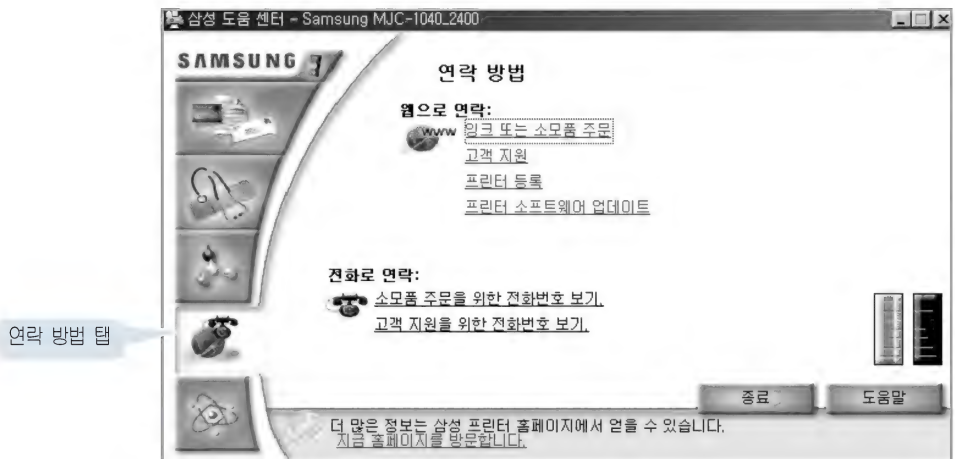 삼성 도움 센터 - Samsung MJC-1040_2400
SAMSUNG
연락 방법
웹으로 연락:
www 잉크 또는 소모품 주문
고객 지원
프린터 등록
프린터 소프트웨어 업데이트
전화로 연락:
소모품 주문을 위한 전화번호 보기.
고객 지원을 위한 전화번호 보기.
연락 방법 탭
종료
도움말
더 많은 정보는 삼성 프린터 홈페이지에서 얻을 수 있습니다.
지금 홈페이지를 방문합니다.